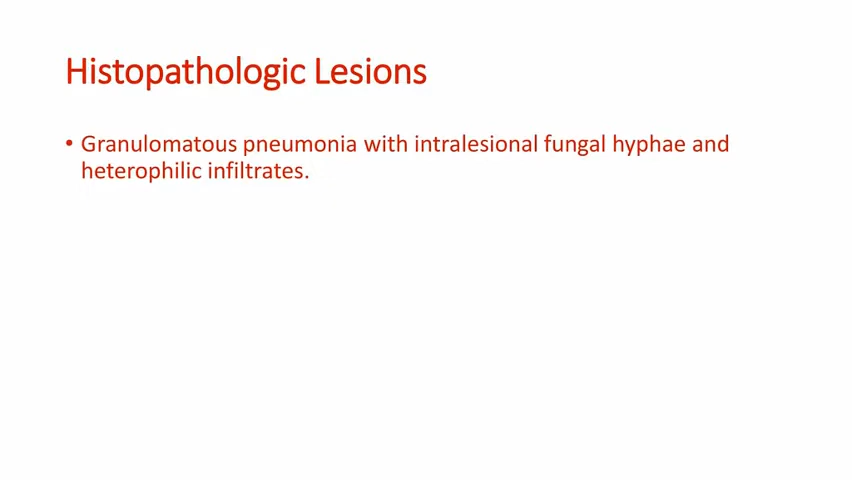 Histopathologic Lesions
• Granulomatous pneumonia with intralesional fungal hyphae and
heterophilic infiltrates.